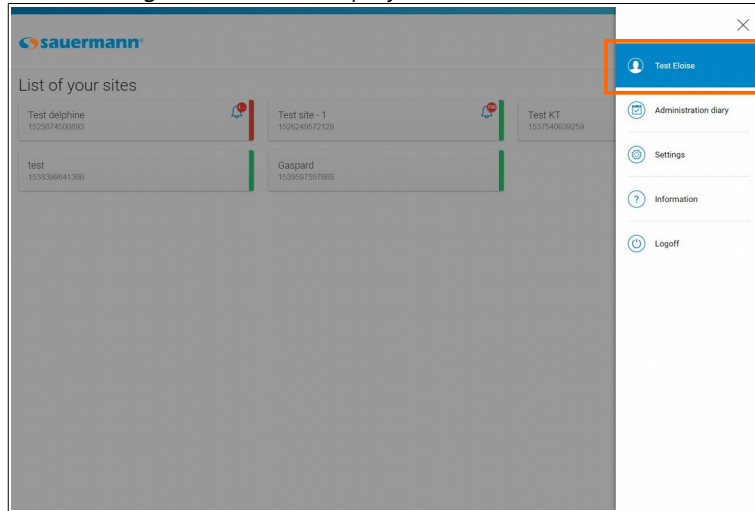 sauermann®
List of your sites
Test delphine
1525874500893
Test site - 1
1526249572129
Test KT
1537540639259
test
1538399841366
Gaspard
1539597557665
Test Eloise
Administration diary
Settings
Information
Logoff